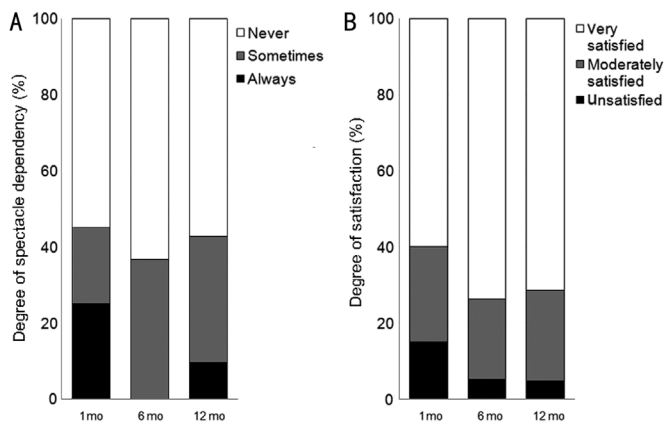 A
Degree of spectacle dependency (%)
100
80
60
40
20
0
1 mo
6 mo
12 mo
Never
Sometimes
Always
B
Degree of satisfaction (%)
100
80
60
40
20
0
1 mo
6 mo
12 mo
Very
satisfied
Moderately
satisfied
unsatisfied